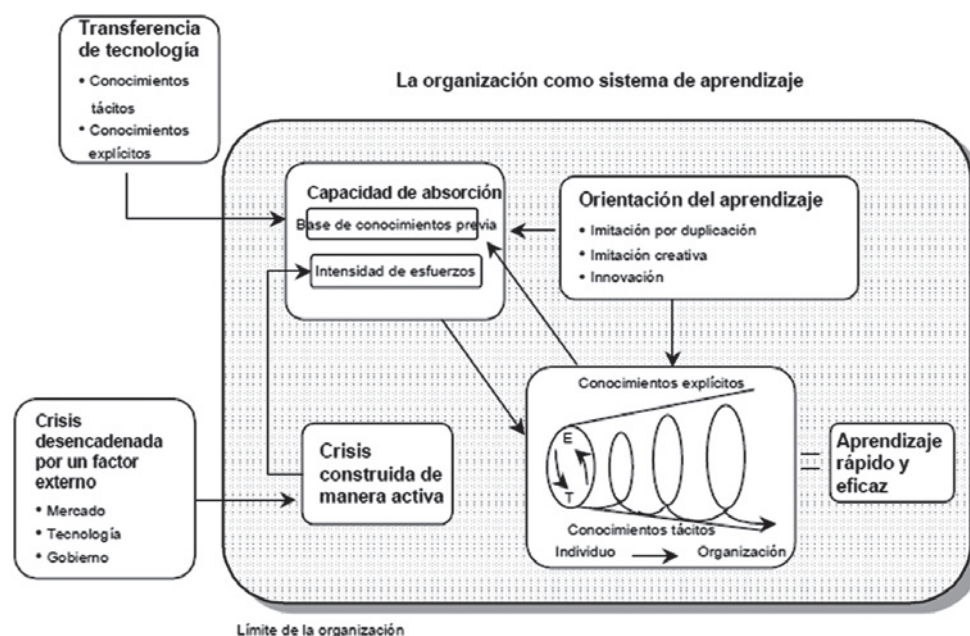 Transferencia
de tecnología
• Conocimientos
tácitos
• Conocimientos
explícitos
La organización como sistema de aprendizaje
Capacidad de absorción
Base de conocimientos previa
Intensidad de esfuerzos
Orientación del aprendizaje
• Imitación por duplicación
• Imitación creativa
• Innovación
Crisis
desencadenada
por un factor
externo
• Mercado
• Tecnología
• Gobierno
Crisis
construida de
manera activa
Conocimientos explícitos
E
T
Conocimientos tácitos
Individuo
Organización
=
Aprendizaje
rápido y
eficaz
Límite de la organización